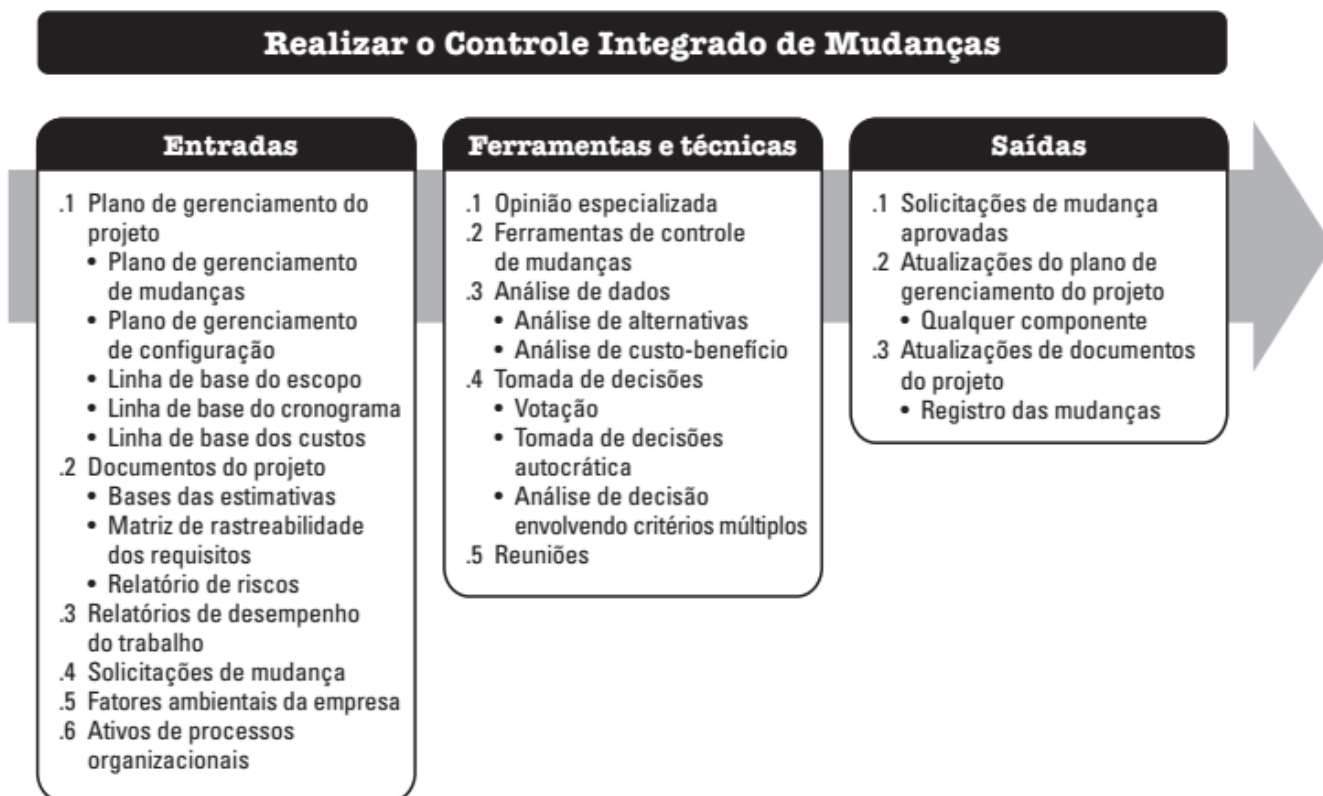 Realizar o Controle Integrado de Mudanças
Entradas
.1 Plano de gerenciamento do
projeto
• Plano de gerenciamento
de mudanças
• Plano de gerenciamento
de configuração
• Linha de base do escopo
• Linha de base do cronograma
• Linha de base dos custos
.2 Documentos do projeto
• Bases das estimativas
• Matriz de rastreabilidade
dos requisitos
• Relatório de riscos
.3 Relatórios de desempenho
do trabalho
.4 Solicitações de mudança
.5 Fatores ambientais da empresa
.6 Ativos de processos
organizacionais
Ferramentas e técnicas
.1 Opinião especializada
.2 Ferramentas de controle
de mudanças
.3 Análise de dados
• Análise de alternativas
• Análise de custo-benefício
.4 Tomada de decisões
• Votação
• Tomada de decisões
autocrática
• Análise de decisão
envolvendo critérios múltiplos
.5 Reuniões
Saídas
.1 Solicitações de mudança
aprovadas
.2 Atualizações do plano de
gerenciamento do projeto
• Qualquer componente
.3 Atualizações de documentos
do projeto
• Registro das mudanças